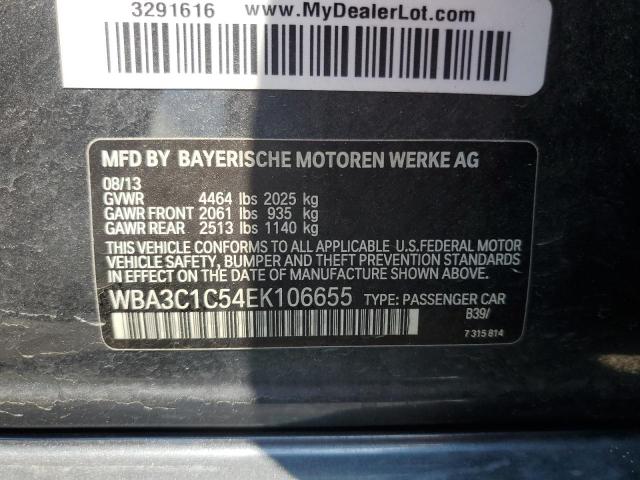 3291616 www.MyDealerLot.com
MFD BY BAYERISCHE MOTOREN WERKE AG
08/13
GVWR 4464 lbs 2025 kg
GAWR FRONT 2061 lbs 935 kg
GAWR REAR 2513 lbs 1140 kg
THIS VEHICLE CONFORMS TO ALL APPLICABLE U.S.FEDERAL MOTOR
VEHICLE SAFETY, BUMPER, AND THEFT PREVENTION STANDARDS
IN EFFECT ON THE DATE OF MANUFACTURE SHOWN ABOVE.
WBA3C1C54EK106655 TYPE: PASSENGER CAR
B39/
7 315 814